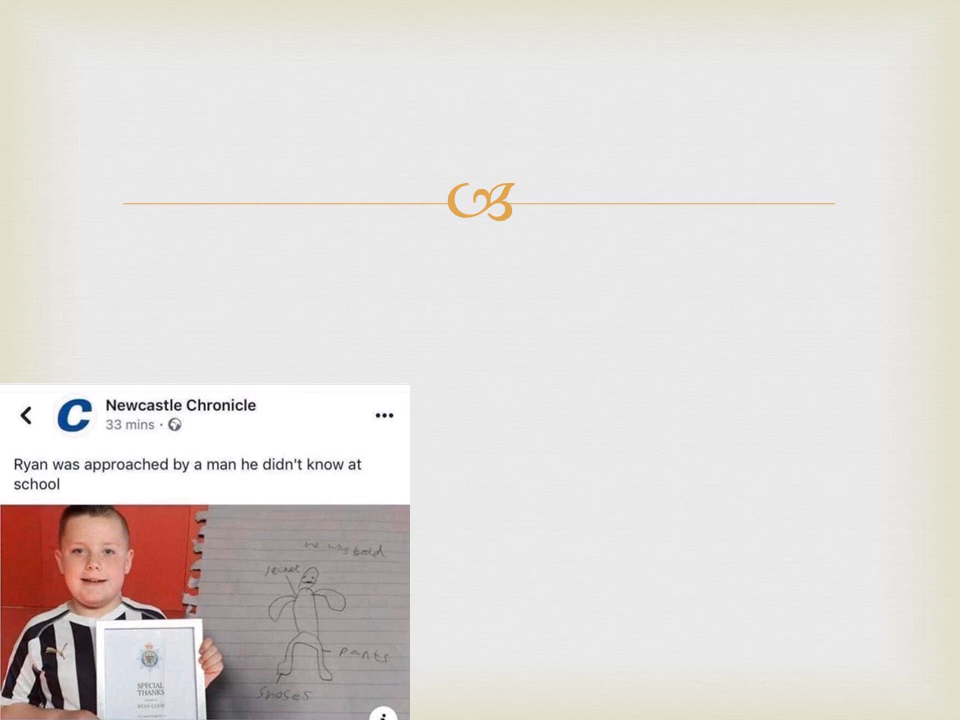 Newcastle Chronicle
33 mins ·
Ryan was approached by a man he didn't know at
school
he was bald
jacket
pants
shoses
SPECIAL
THANKS